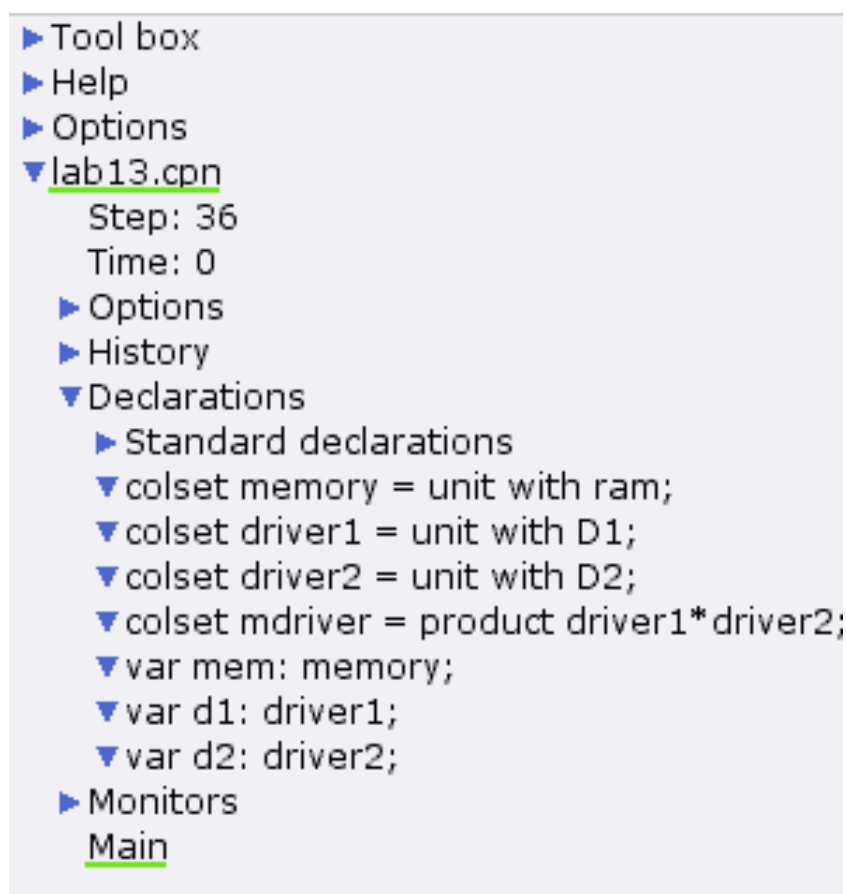 Tool box
Help
Options
lab13.cpn
Step: 36
Time: 0
Options
History
Declarations
Standard declarations
colset memory = unit with ram;
colset driver1 = unit with D1;
colset driver2 = unit with D2;
colset mdriver = product driver1*driver2;
var mem: memory;
var d1: driver1;
var d2: driver2;
Monitors
Main